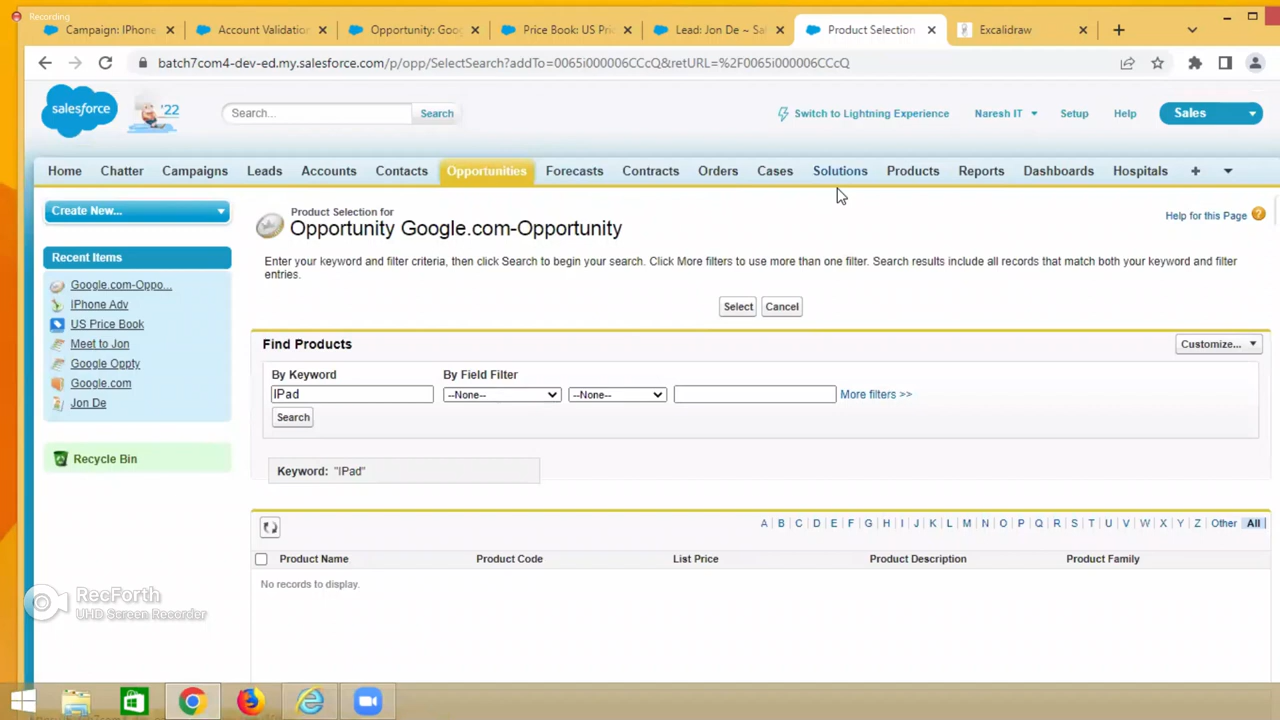 Recording
Campaign: IPhone
Account Validation
Opportunity: Goo
Price Book: US Pri
Lead: Jon De ~ Sa
Product Selection
Excalidraw
batch7com4-dev-ed.my.salesforce.com/p/opp/SelectSearch?addTo=0065i000006CCcQ&retURL=%2F0065i000006CCcQ
salesforce
'22
Search...
Search
Switch to Lightning Experience
Naresh IT
Setup
Help
Sales
Home
Chatter
Campaigns
Leads
Accounts
Contacts
Opportunities
Forecasts
Contracts
Orders
Cases
Solutions
Products
Reports
Dashboards
Hospitals
+
Create New...
Recent Items
Google.com-Oppo...
IPhone Adv
US Price Book
Meet to Jon
Google Oppty
Google.com
Jon De
Recycle Bin
Product Selection for
Opportunity Google.com-Opportunity
Help for this Page
Enter your keyword and filter criteria, then click Search to begin your search. Click More filters to use more than one filter. Search results include all records that match both your keyword and filter
entries.
Select
Cancel
Find Products
Customize...
By Keyword
By Field Filter
IPad
--None--
--None--
More filters >>
Search
Keyword: "IPad"
A | B | C | D | E | F | G | H | I | J | K | L | M | N | O | P | Q | R | S | T | U | V | W | X | Y | Z | Other | All
Product Name
Product Code
List Price
Product Description
Product Family
No records to display.
RecForth
UHD Screen Recorder